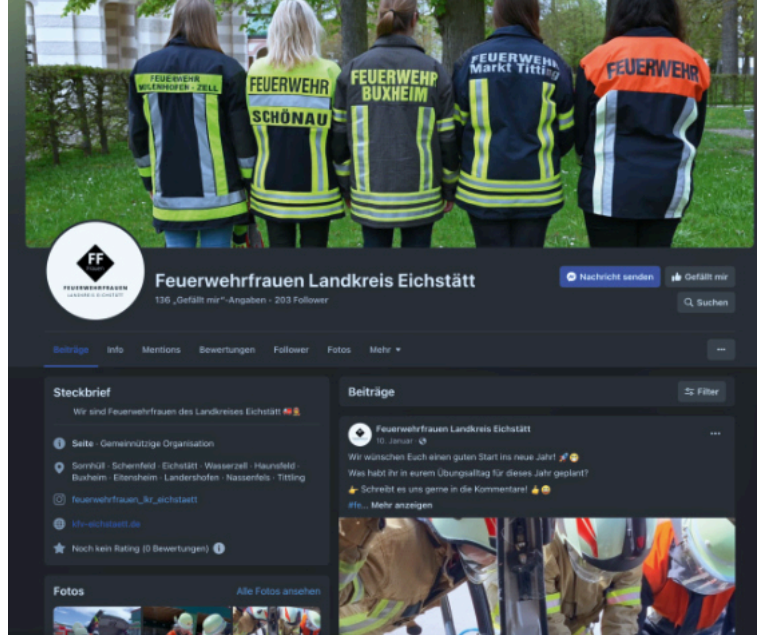 FEUERWEHR
FEUERWEHR
SCHÖNAU
FEUERWEHR
BUXHEIM
FEUERWEHR
Markt Titting
FEUERWEHR
FF
Frauen
FEUERWEHRFRAUEN
LANDKREIS EICHSTÄTT
Feuerwehrfrauen Landkreis Eichstätt
136 „Gefällt mir“-Angaben · 203 Follower
Nachricht senden
Gefällt mir
Suchen
Beiträge Info Mentions Bewertungen Follower Fotos Mehr
Steckbrief
Wir sind Feuerwehrfrauen des Landkreises Eichstätt 🚒👩‍🚒
Seite · Gemeinnützige Organisation
Sornhüll · Schernfeld · Eichstätt · Wasserzell · Haunsfeld ·
Buxheim · Eitensheim · Landershofen · Nassenfels · Titting
feuerwehrfrauen_lkr_eichstaett
kfv-eichstaett.de
Noch kein Rating (0 Bewertungen)
Fotos
Alle Fotos ansehen
Beiträge
Filter
Feuerwehrfrauen Landkreis Eichstätt
10. Januar ·
Wir wünschen Euch einen guten Start ins neue Jahr! 🚀😁
Was habt ihr in eurem Übungsalltag für dieses Jahr geplant?
👉 Schreibt es uns gerne in die Kommentare! 👍😄
#fe... Mehr anzeigen